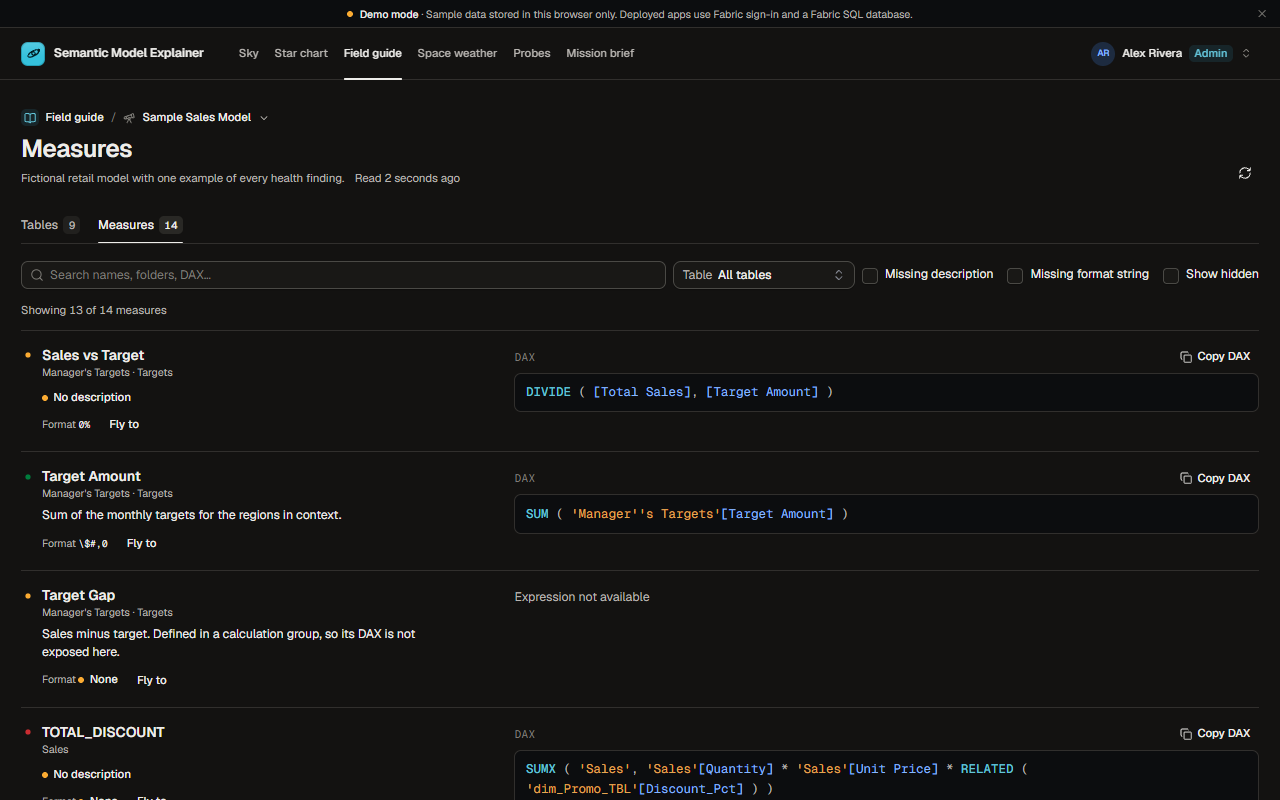 Demo mode · Sample data stored in this browser only. Deployed apps use Fabric sign-in and a Fabric SQL database.
Semantic Model Explainer
Sky
Star chart
Field guide
Space weather
Probes
Mission brief
AR
Alex Rivera
Admin
Field guide / Sample Sales Model
Measures
Fictional retail model with one example of every health finding. Read 2 seconds ago
Tables 9
Measures 14
Search names, folders, DAX...
Table All tables
Missing description
Missing format string
Show hidden
Showing 13 of 14 measures
Sales vs Target
Manager's Targets · Targets
No description
Format 0% Fly to
DAX
Copy DAX
DIVIDE ( [Total Sales], [Target Amount] )
Target Amount
Manager's Targets · Targets
Sum of the monthly targets for the regions in context.
Format \$#,0 Fly to
DAX
Copy DAX
SUM ( 'Manager''s Targets'[Target Amount] )
Target Gap
Manager's Targets · Targets
Sales minus target. Defined in a calculation group, so its DAX is not
exposed here.
Format None Fly to
Expression not available
TOTAL_DISCOUNT
Sales
No description
Format None Fly to
DAX
Copy DAX
SUMX ( 'Sales', 'Sales'[Quantity] * 'Sales'[Unit Price] * RELATED (
'dim_Promo_TBL'[Discount_Pct] ) )